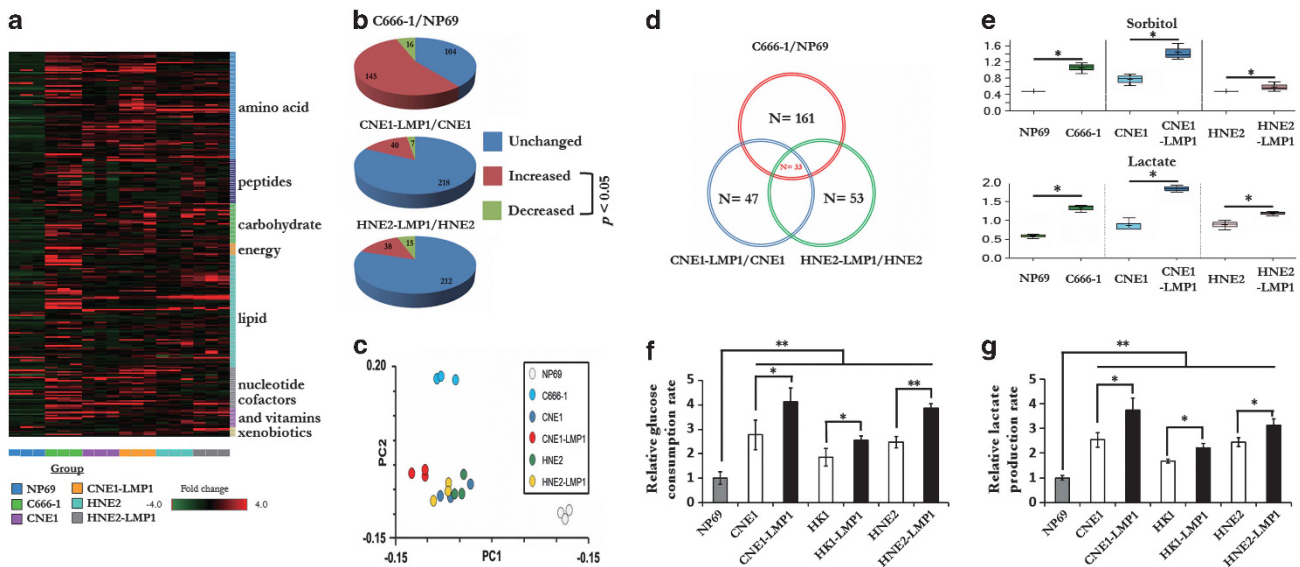 a
amino acid
peptides
carbohydrate
energy
lipid
nucleotide
cofactors
and vitamins
xenobiotics
Group
NP69
C666-1
CNE1
CNE1-LMP1
HNE2
HNE2-LMP1
Fold change
-4.0 4.0
b
C666-1/NP69
16
104
145
CNE1-LMP1/CNE1
40 7
218
HNE2-LMP1/HNE2
38 15
212
Unchanged
Increased
Decreased
p < 0.05
c
0.20
PC2
-0.15
-0.15 PC1 -0.15
NP69
C666-1
CNE1
CNE1-LMP1
HNE2
HNE2-LMP1
d
C666-1/NP69
N= 161
N= 33
N= 47
N= 53
CNE1-LMP1/CNE1 HNE2-LMP1/HNE2
e
Sorbitol
1.6
1.2
0.8
0.4
0.0
* * *
NP69 C666-1 CNE1 CNE1
-LMP1 HNE2 HNE2
-LMP1
Lactate
2.0
1.5
1.0
0.5
0.0
* * *
NP69 C666-1 CNE1 CNE1
-LMP1 HNE2 HNE2
-LMP1
f
Relative glucose
consumption rate
5
4
3
2
1
0
**
* * **
NP69
CNE1
CNE1-LMP1
HK1
HK1-LMP1
HNE2
HNE2-LMP1
g
Relative lactate
production rate
5
4
3
2
1
0
**
* * *
NP69
CNE1
CNE1-LMP1
HK1
HK1-LMP1
HNE2
HNE2-LMP1